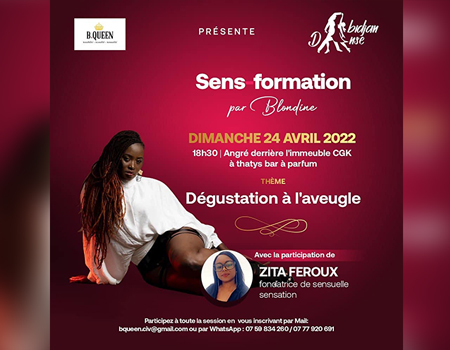 B.QUEEN
PRÉSENTE
Abidjan
Danse
Sens-formation
par Blondine
DIMANCHE 24 AVRIL 2022
18h30 | Angré derrière l'immeuble CGK
à thatys bar à parfum
THÈME
Dégustation à l'aveugle
Avec la participation de
ZITA FEROUX
fondatrice de sensuelle
sensation
Participez à toute la session en vous inscrivant par Mail:
bqueen.civ@gmail.com ou par WhatsApp : 07 59 834 260 / 07 77 920 691